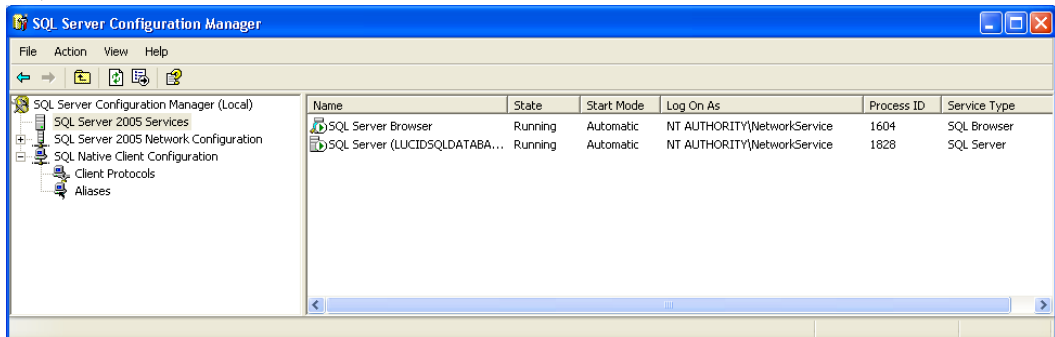 SQL Server Configuration Manager
File Action View Help
SQL Server Configuration Manager (Local)
SQL Server 2005 Services
SQL Server 2005 Network Configuration
SQL Native Client Configuration
Client Protocols
Aliases
Name State Start Mode Log On As Process ID Service Type
SQL Server Browser Running Automatic NT AUTHORITY\NetworkService 1604 SQL Browser
SQL Server (LUCIDSQLDATABA... Running Automatic NT AUTHORITY\NetworkService 1828 SQL Server